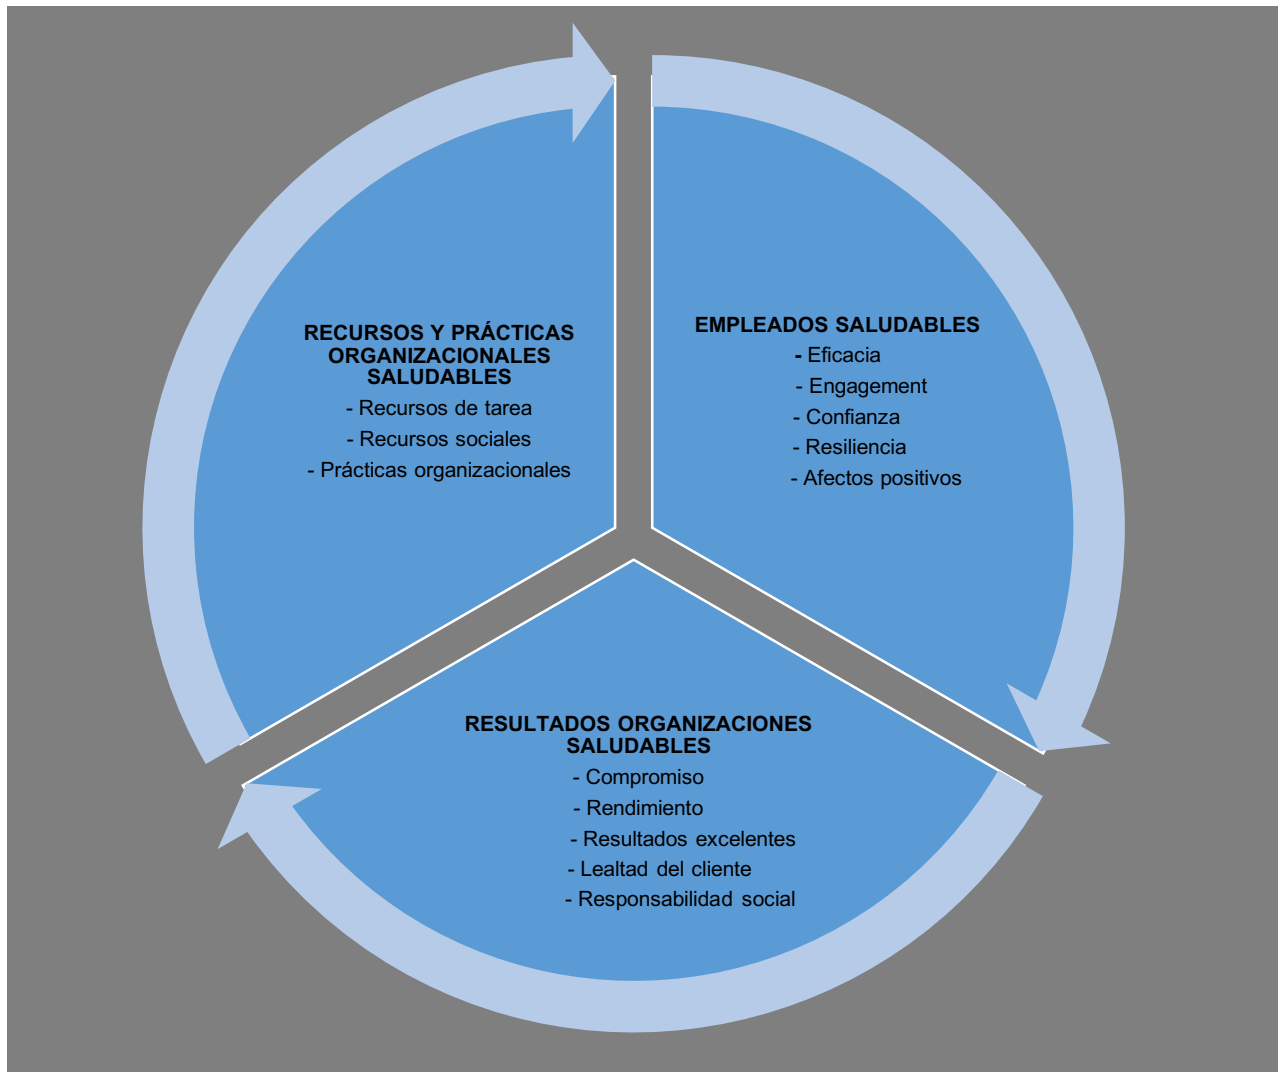 RECURSOS Y PRÁCTICAS
ORGANIZACIONALES
SALUDABLES
- Recursos de tarea
- Recursos sociales
- Prácticas organizacionales
EMPLEADOS SALUDABLES
- Eficacia
- Engagement
- Confianza
- Resiliencia
- Afectos positivos
RESULTADOS ORGANIZACIONES
SALUDABLES
- Compromiso
- Rendimiento
- Resultados excelentes
- Lealtad del cliente
- Responsabilidad social